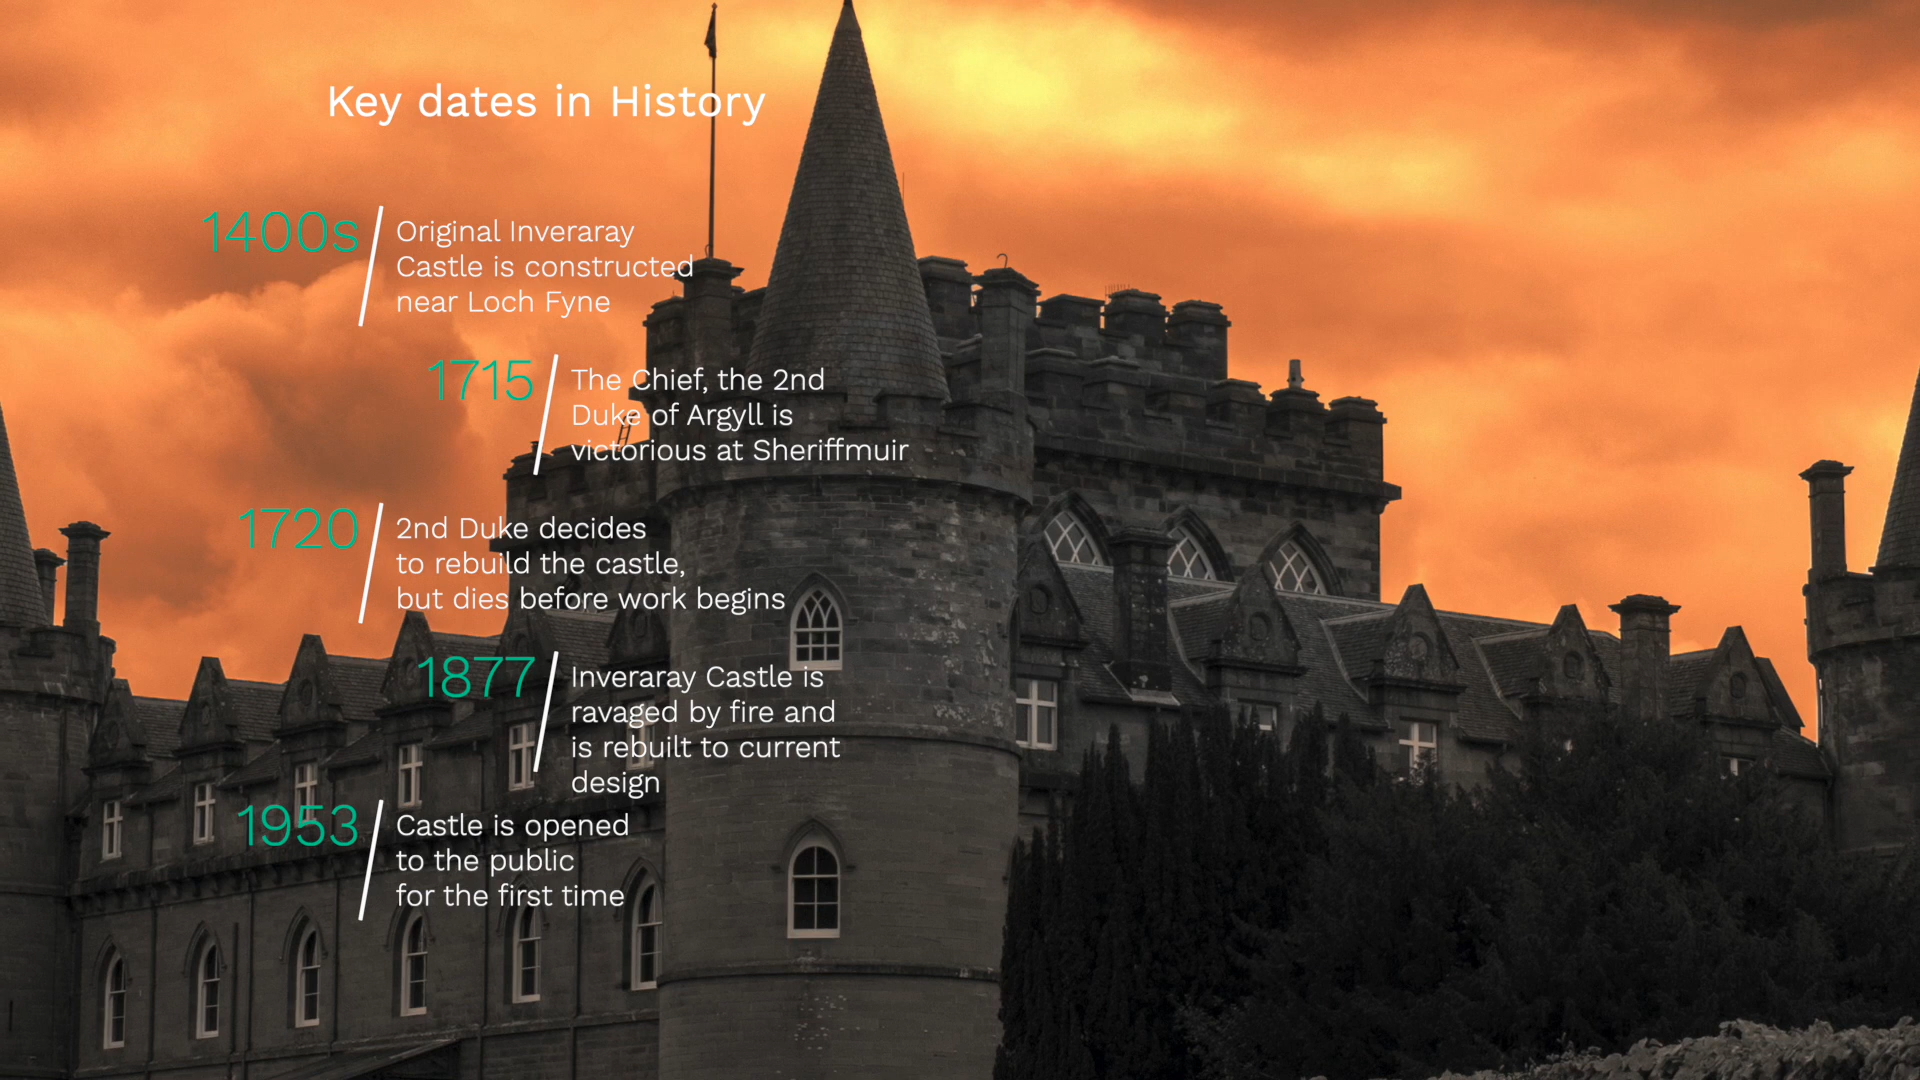 Key dates in History
1400s
Original Inveraray
Castle is constructed
near Loch Fyne
1715
The Chief, the 2nd
Duke of Argyll is
victorious at Sheriffmuir
1720
2nd Duke decides
to rebuild the castle,
but dies before work begins
1877
Inveraray Castle is
ravaged by fire and
is rebuilt to current
design
1953
Castle is opened
to the public
for the first time